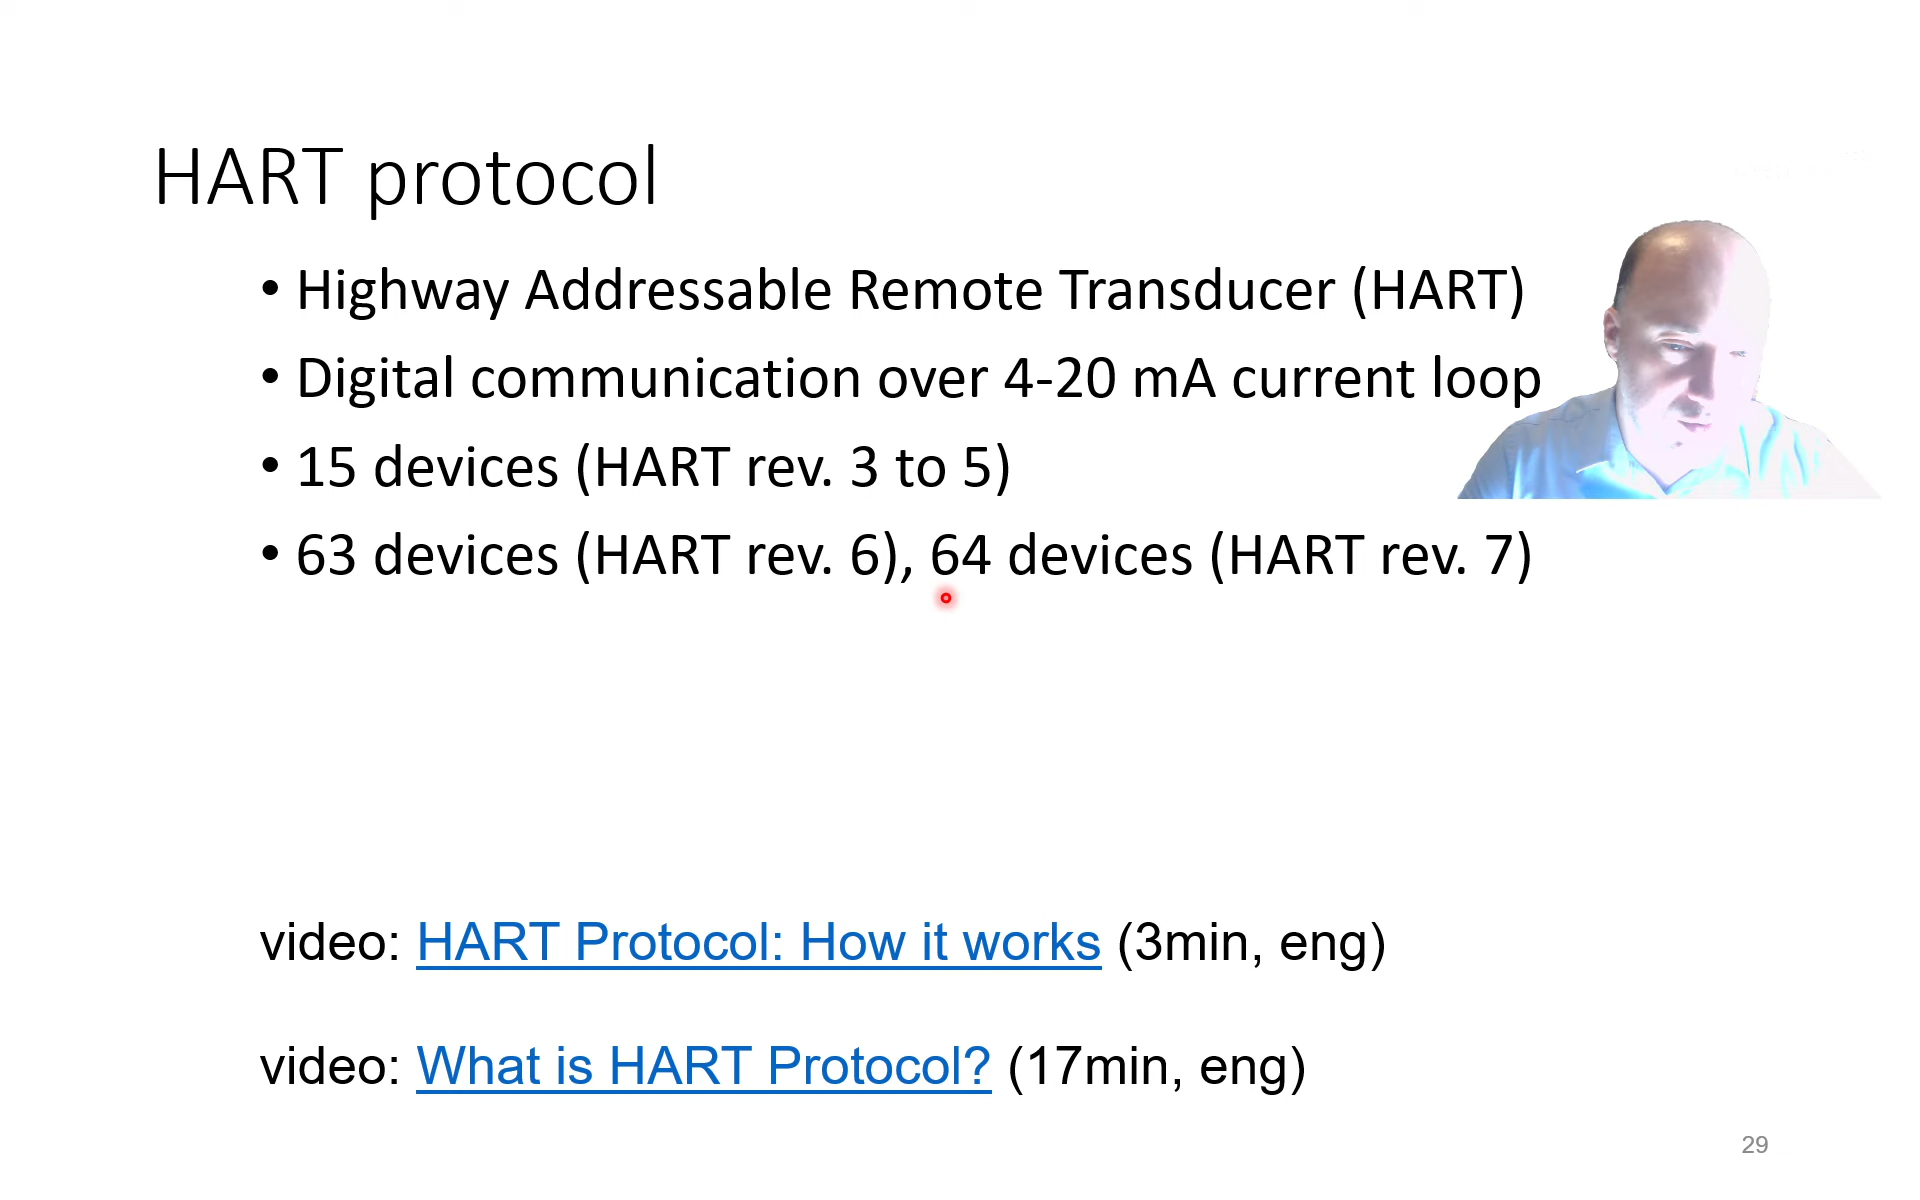 HART protocol
• Highway Addressable Remote Transducer (HART)
• Digital communication over 4-20 mA current loop
• 15 devices (HART rev. 3 to 5)
• 63 devices (HART rev. 6), 64 devices (HART rev. 7)
video: HART Protocol: How it works (3min, eng)
video: What is HART Protocol? (17min, eng)
29